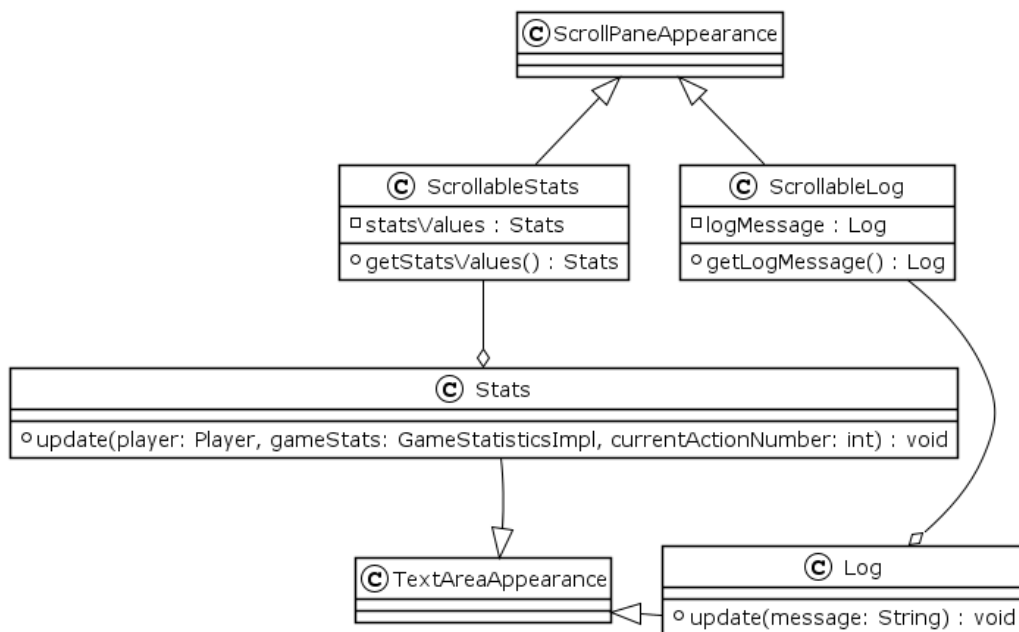 C ScrollPaneAppearance
C ScrollableStats
statsValues : Stats
getStatsValues() : Stats
C ScrollableLog
logMessage : Log
getLogMessage() : Log
C Stats
update(player: Player, gameStats: GameStatisticsImpl, currentActionNumber: int) : void
C TextAreaAppearance
C Log
update(message: String) : void